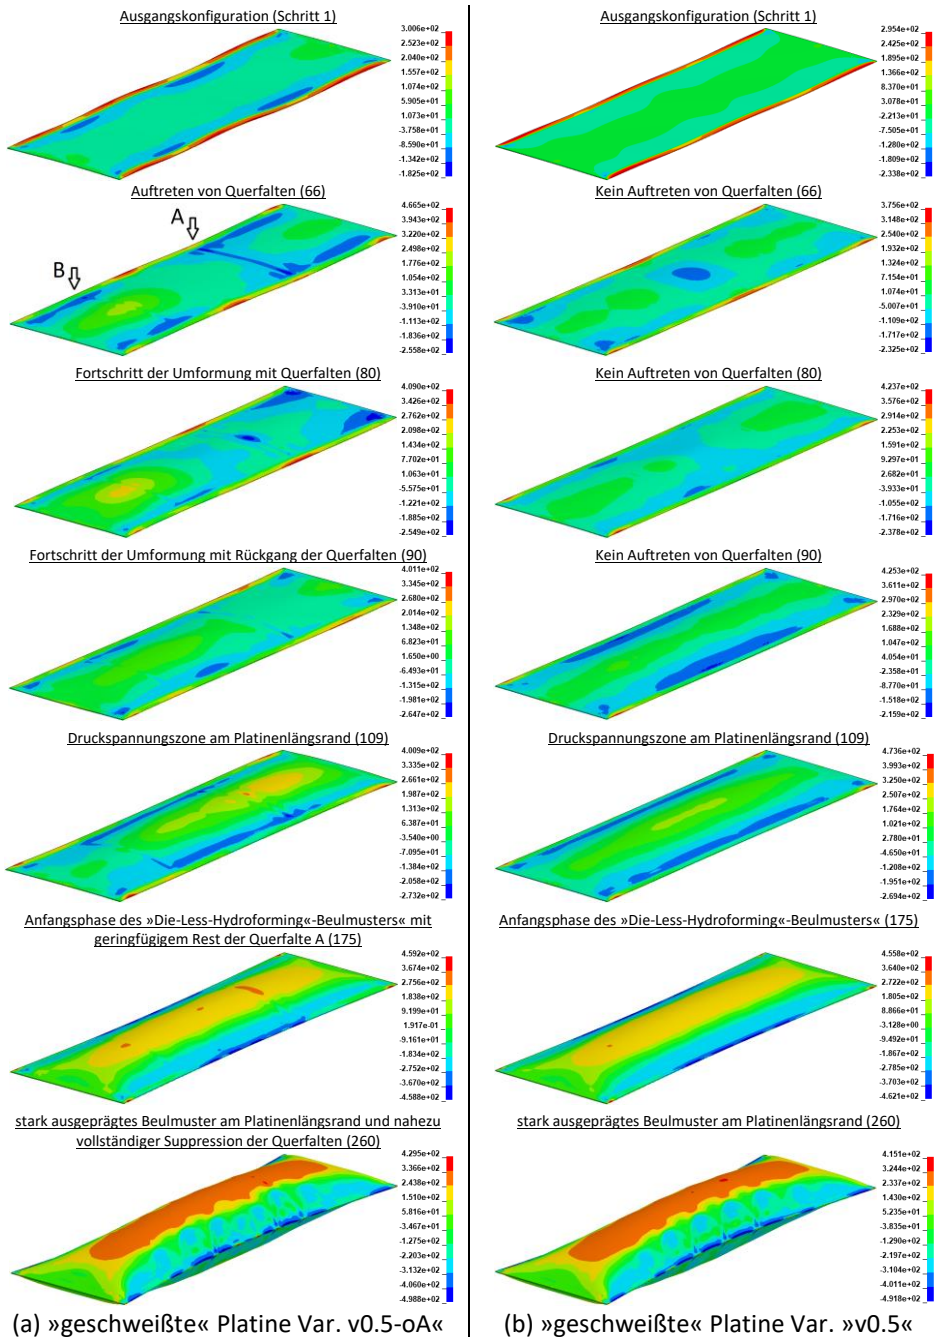 Ausgangskonfiguration (Schritt 1)
3.006e+02
2.523e+02
2.040e+02
1.557e+02
1.074e+02
5.905e+01
1.073e+01
-3.758e+01
-8.590e+01
-1.342e+02
-1.825e+02
Auftreten von Querfalten (66)
A
B
4.665e+02
3.943e+02
3.220e+02
2.498e+02
1.776e+02
1.054e+02
3.313e+01
-3.910e+01
-1.113e+02
-1.836e+02
-2.558e+02
Fortschritt der Umformung mit Querfalten (80)
4.090e+02
3.426e+02
2.762e+02
2.098e+02
1.434e+02
7.702e+01
1.063e+01
-5.575e+01
-1.221e+02
-1.885e+02
-2.549e+02
Fortschritt der Umformung mit Rückgang der Querfalten (90)
4.011e+02
3.345e+02
2.680e+02
2.014e+02
1.348e+02
6.823e+01
1.650e+00
-6.493e+01
-1.315e+02
-1.981e+02
-2.647e+02
Druckspannungszone am Platinenlängsrand (109)
4.009e+02
3.335e+02
2.661e+02
1.987e+02
1.313e+02
6.387e+01
-3.540e+00
-7.095e+01
-1.384e+02
-2.058e+02
-2.732e+02
Anfangsphase des »Die-Less-Hydroforming«-Beulmusters« mit
geringfügigem Rest der Querfalte A (175)
4.592e+02
3.674e+02
2.756e+02
1.838e+02
9.199e+01
1.917e-01
-9.161e+01
-1.834e+02
-2.752e+02
-3.670e+02
-4.588e+02
stark ausgeprägtes Beulmuster am Platinenlängsrand und nahezu
vollständiger Suppression der Querfalten (260)
4.295e+02
3.366e+02
2.438e+02
1.510e+02
5.816e+01
-3.467e+01
-1.275e+02
-2.203e+02
-3.132e+02
-4.060e+02
-4.988e+02
(a) »geschweißte« Platine Var. v0.5-oA«
Ausgangskonfiguration (Schritt 1)
2.954e+02
2.425e+02
1.895e+02
1.366e+02
8.370e+01
3.078e+01
-2.213e+01
-7.505e+01
-1.280e+02
-1.809e+02
-2.338e+02
Kein Auftreten von Querfalten (66)
3.756e+02
3.148e+02
2.540e+02
1.932e+02
1.324e+02
7.154e+01
1.074e+01
-5.007e+01
-1.109e+02
-1.717e+02
-2.325e+02
Kein Auftreten von Querfalten (80)
4.237e+02
3.576e+02
2.914e+02
2.253e+02
1.591e+02
9.297e+01
2.682e+01
-3.933e+01
-1.055e+02
-1.716e+02
-2.378e+02
Kein Auftreten von Querfalten (90)
4.253e+02
3.611e+02
2.970e+02
2.329e+02
1.688e+02
1.047e+02
4.054e+01
-2.358e+01
-8.770e+01
-1.518e+02
-2.159e+02
Druckspannungszone am Platinenlängsrand (109)
4.736e+02
3.993e+02
3.250e+02
2.507e+02
1.764e+02
1.021e+02
2.780e+01
-4.650e+01
-1.208e+02
-1.951e+02
-2.694e+02
Anfangsphase des »Die-Less-Hydroforming«-Beulmusters« (175)
4.558e+02
3.640e+02
2.722e+02
1.805e+02
8.866e+01
-3.128e+00
-9.492e+01
-1.867e+02
-2.785e+02
-3.703e+02
-4.621e+02
stark ausgeprägtes Beulmuster am Platinenlängsrand (260)
4.151e+02
3.244e+02
2.337e+02
1.430e+02
5.235e+01
-3.835e+01
-1.290e+02
-2.197e+02
-3.104e+02
-4.011e+02
-4.918e+02
(b) »geschweißte« Platine Var. »v0.5«